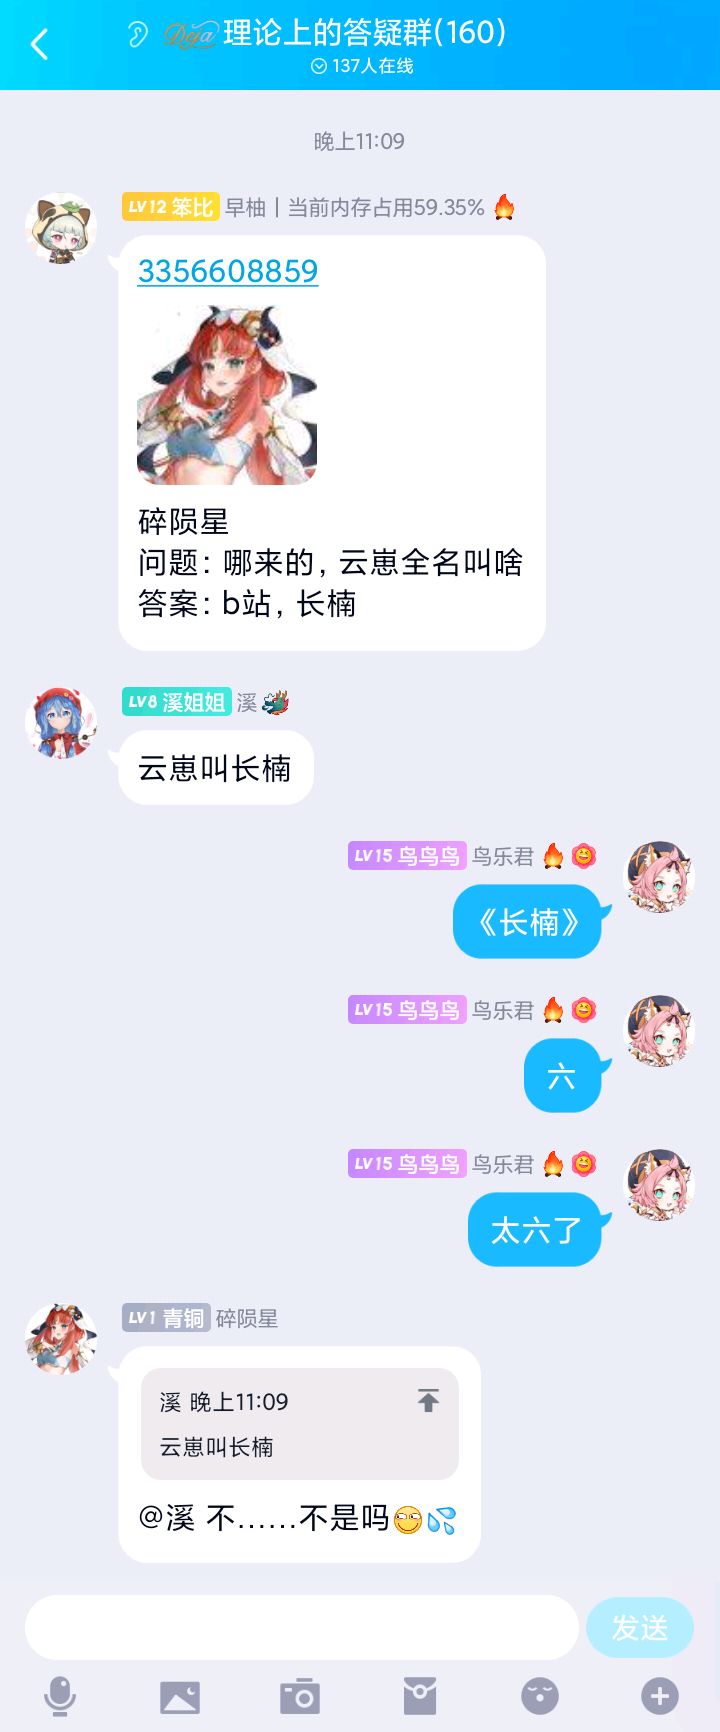 Deja 理论上的答疑群(160)
137人在线
晚上11:09
LV12 笨比 早柚丨当前内存占用59.35%
3356608859
碎陨星
问题：哪来的，云崽全名叫啥
答案：b站，长楠
LV8 溪姐姐 溪
云崽叫长楠
LV15 鸟鸟鸟 鸟乐君
《长楠》
LV15 鸟鸟鸟 鸟乐君
六
LV15 鸟鸟鸟 鸟乐君
太六了
LV1 青铜 碎陨星
溪 晚上11:09
云崽叫长楠
@溪 不……不是吗
发送